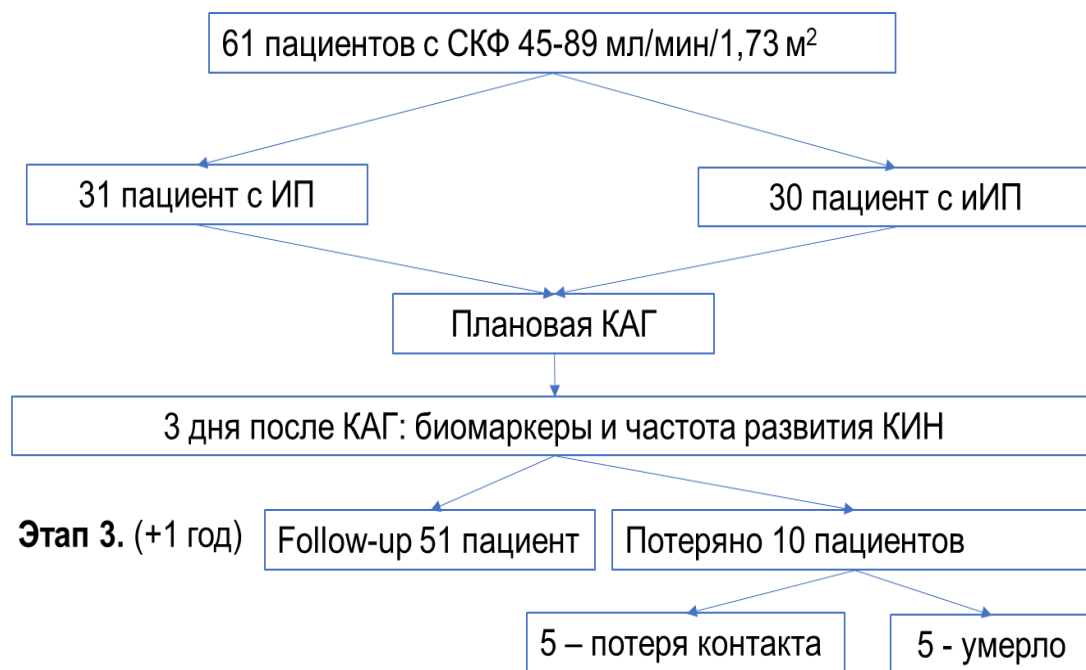 61 пациентов с СКФ 45-89 мл/мин/1,73 м²
31 пациент с ИП
30 пациент с иИП
Плановая КАГ
3 дня после КАГ: биомаркеры и частота развития КИН
Этап 3. (+1 год)
Follow-up 51 пациент
Потеряно 10 пациентов
5 – потеря контакта
5 - умерло